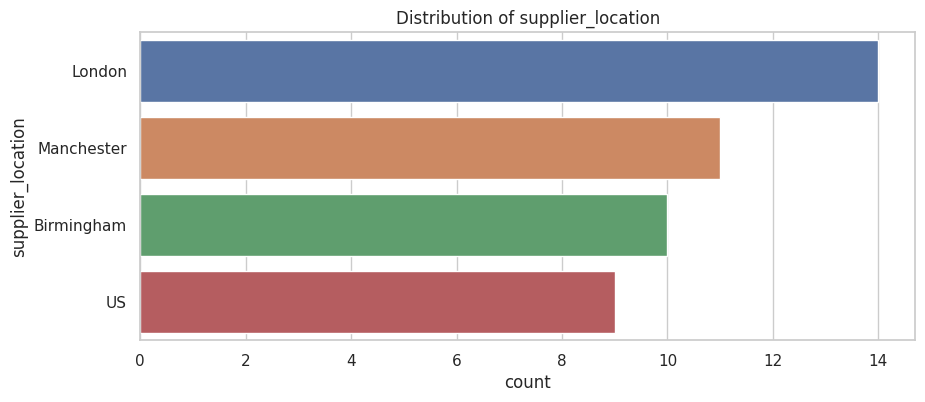 Distribution of supplier_location
supplier_location
London
Manchester
Birmingham
US
0 2 4 6 8 10 12 14
count